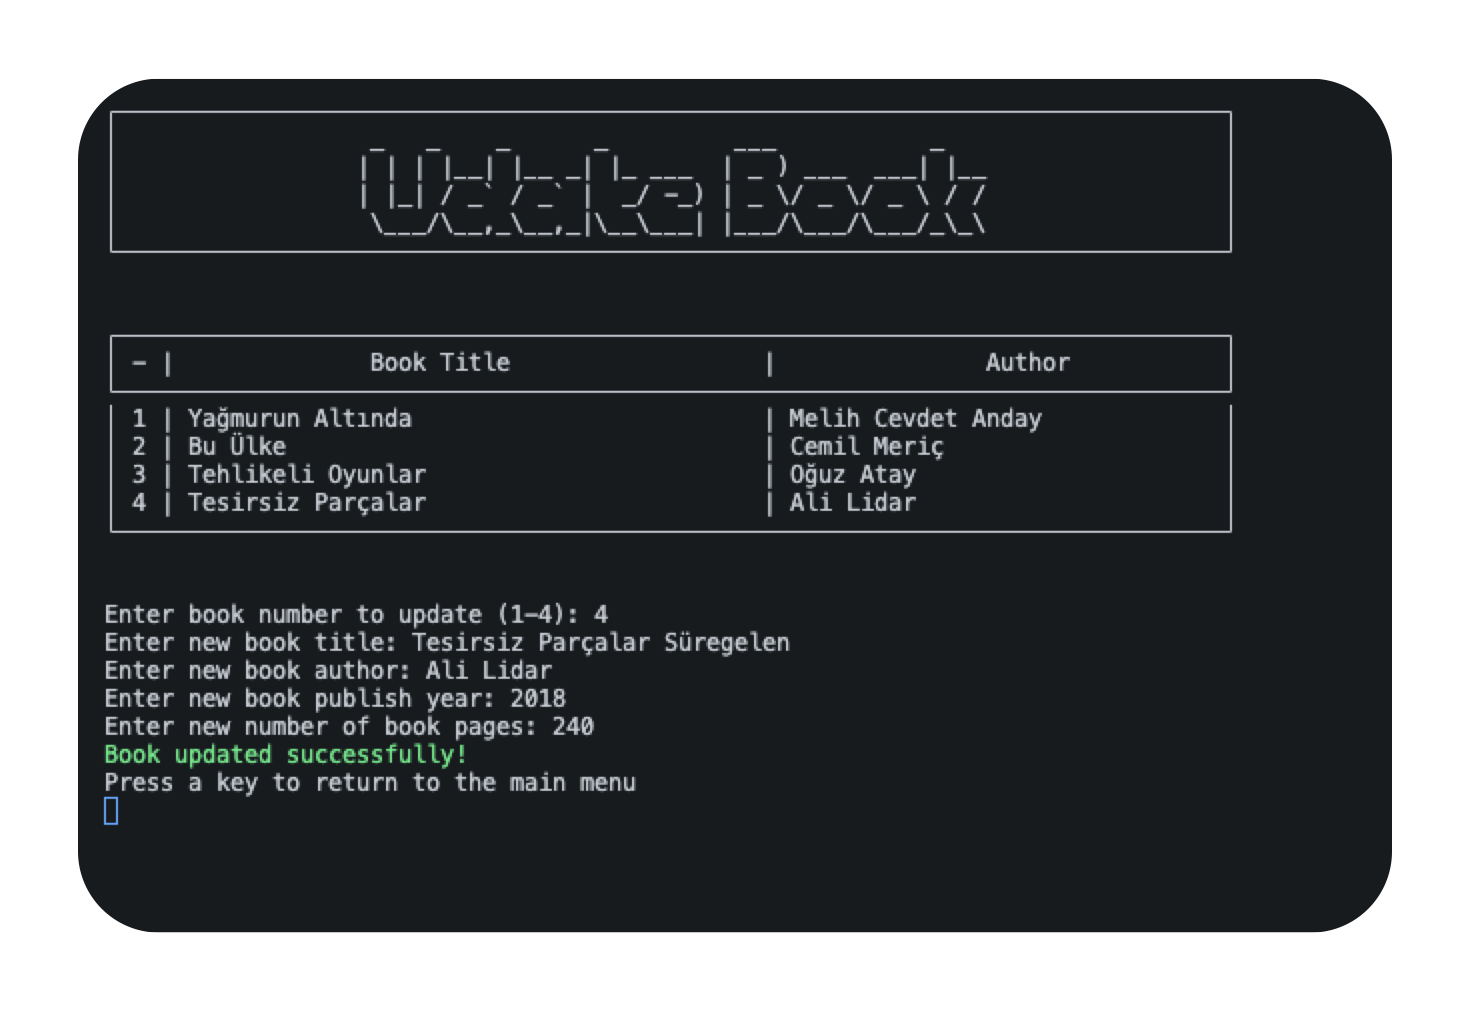 Udate Book
- | Book Title | Author
1 | Yağmurun Altında | Melih Cevdet Anday
2 | Bu Ülke | Cemil Meriç
3 | Tehlikeli Oyunlar | Oğuz Atay
4 | Tesirsiz Parçalar | Ali Lidar
Enter book number to update (1-4): 4
Enter new book title: Tesirsiz Parçalar Süregelen
Enter new book author: Ali Lidar
Enter new book publish year: 2018
Enter new number of book pages: 240
Book updated successfully!
Press a key to return to the main menu